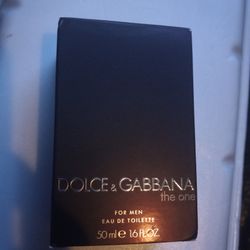 DOLCE & GABBANA
the one
FOR MEN
EAU DE TOILETTE
50 ml ℮ 1.6 FL.OZ.